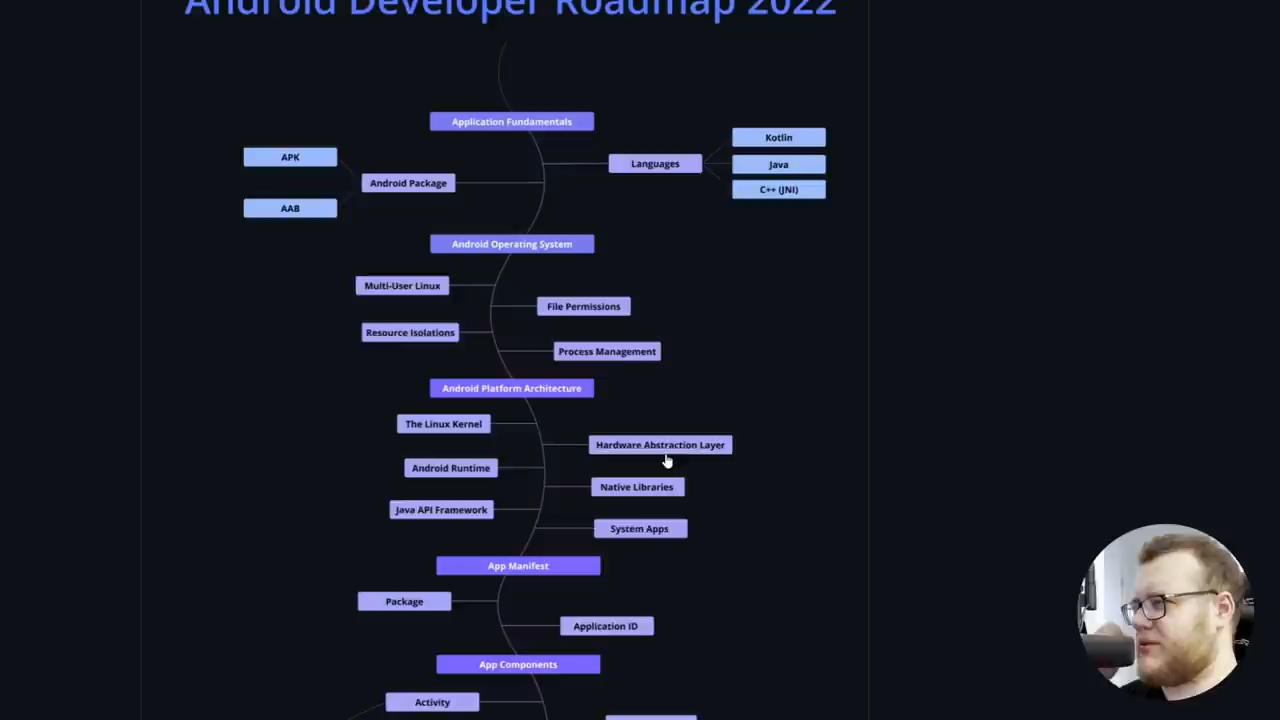 Android Developer Roadmap 2022
Application Fundamentals
Kotlin
APK
Languages
Java
Android Package
C++ (JNI)
AAB
Android Operating System
Multi-User Linux
File Permissions
Resource Isolations
Process Management
Android Platform Architecture
The Linux Kernel
Hardware Abstraction Layer
Android Runtime
Native Libraries
Java API Framework
System Apps
App Manifest
Package
Application ID
App Components
Activity